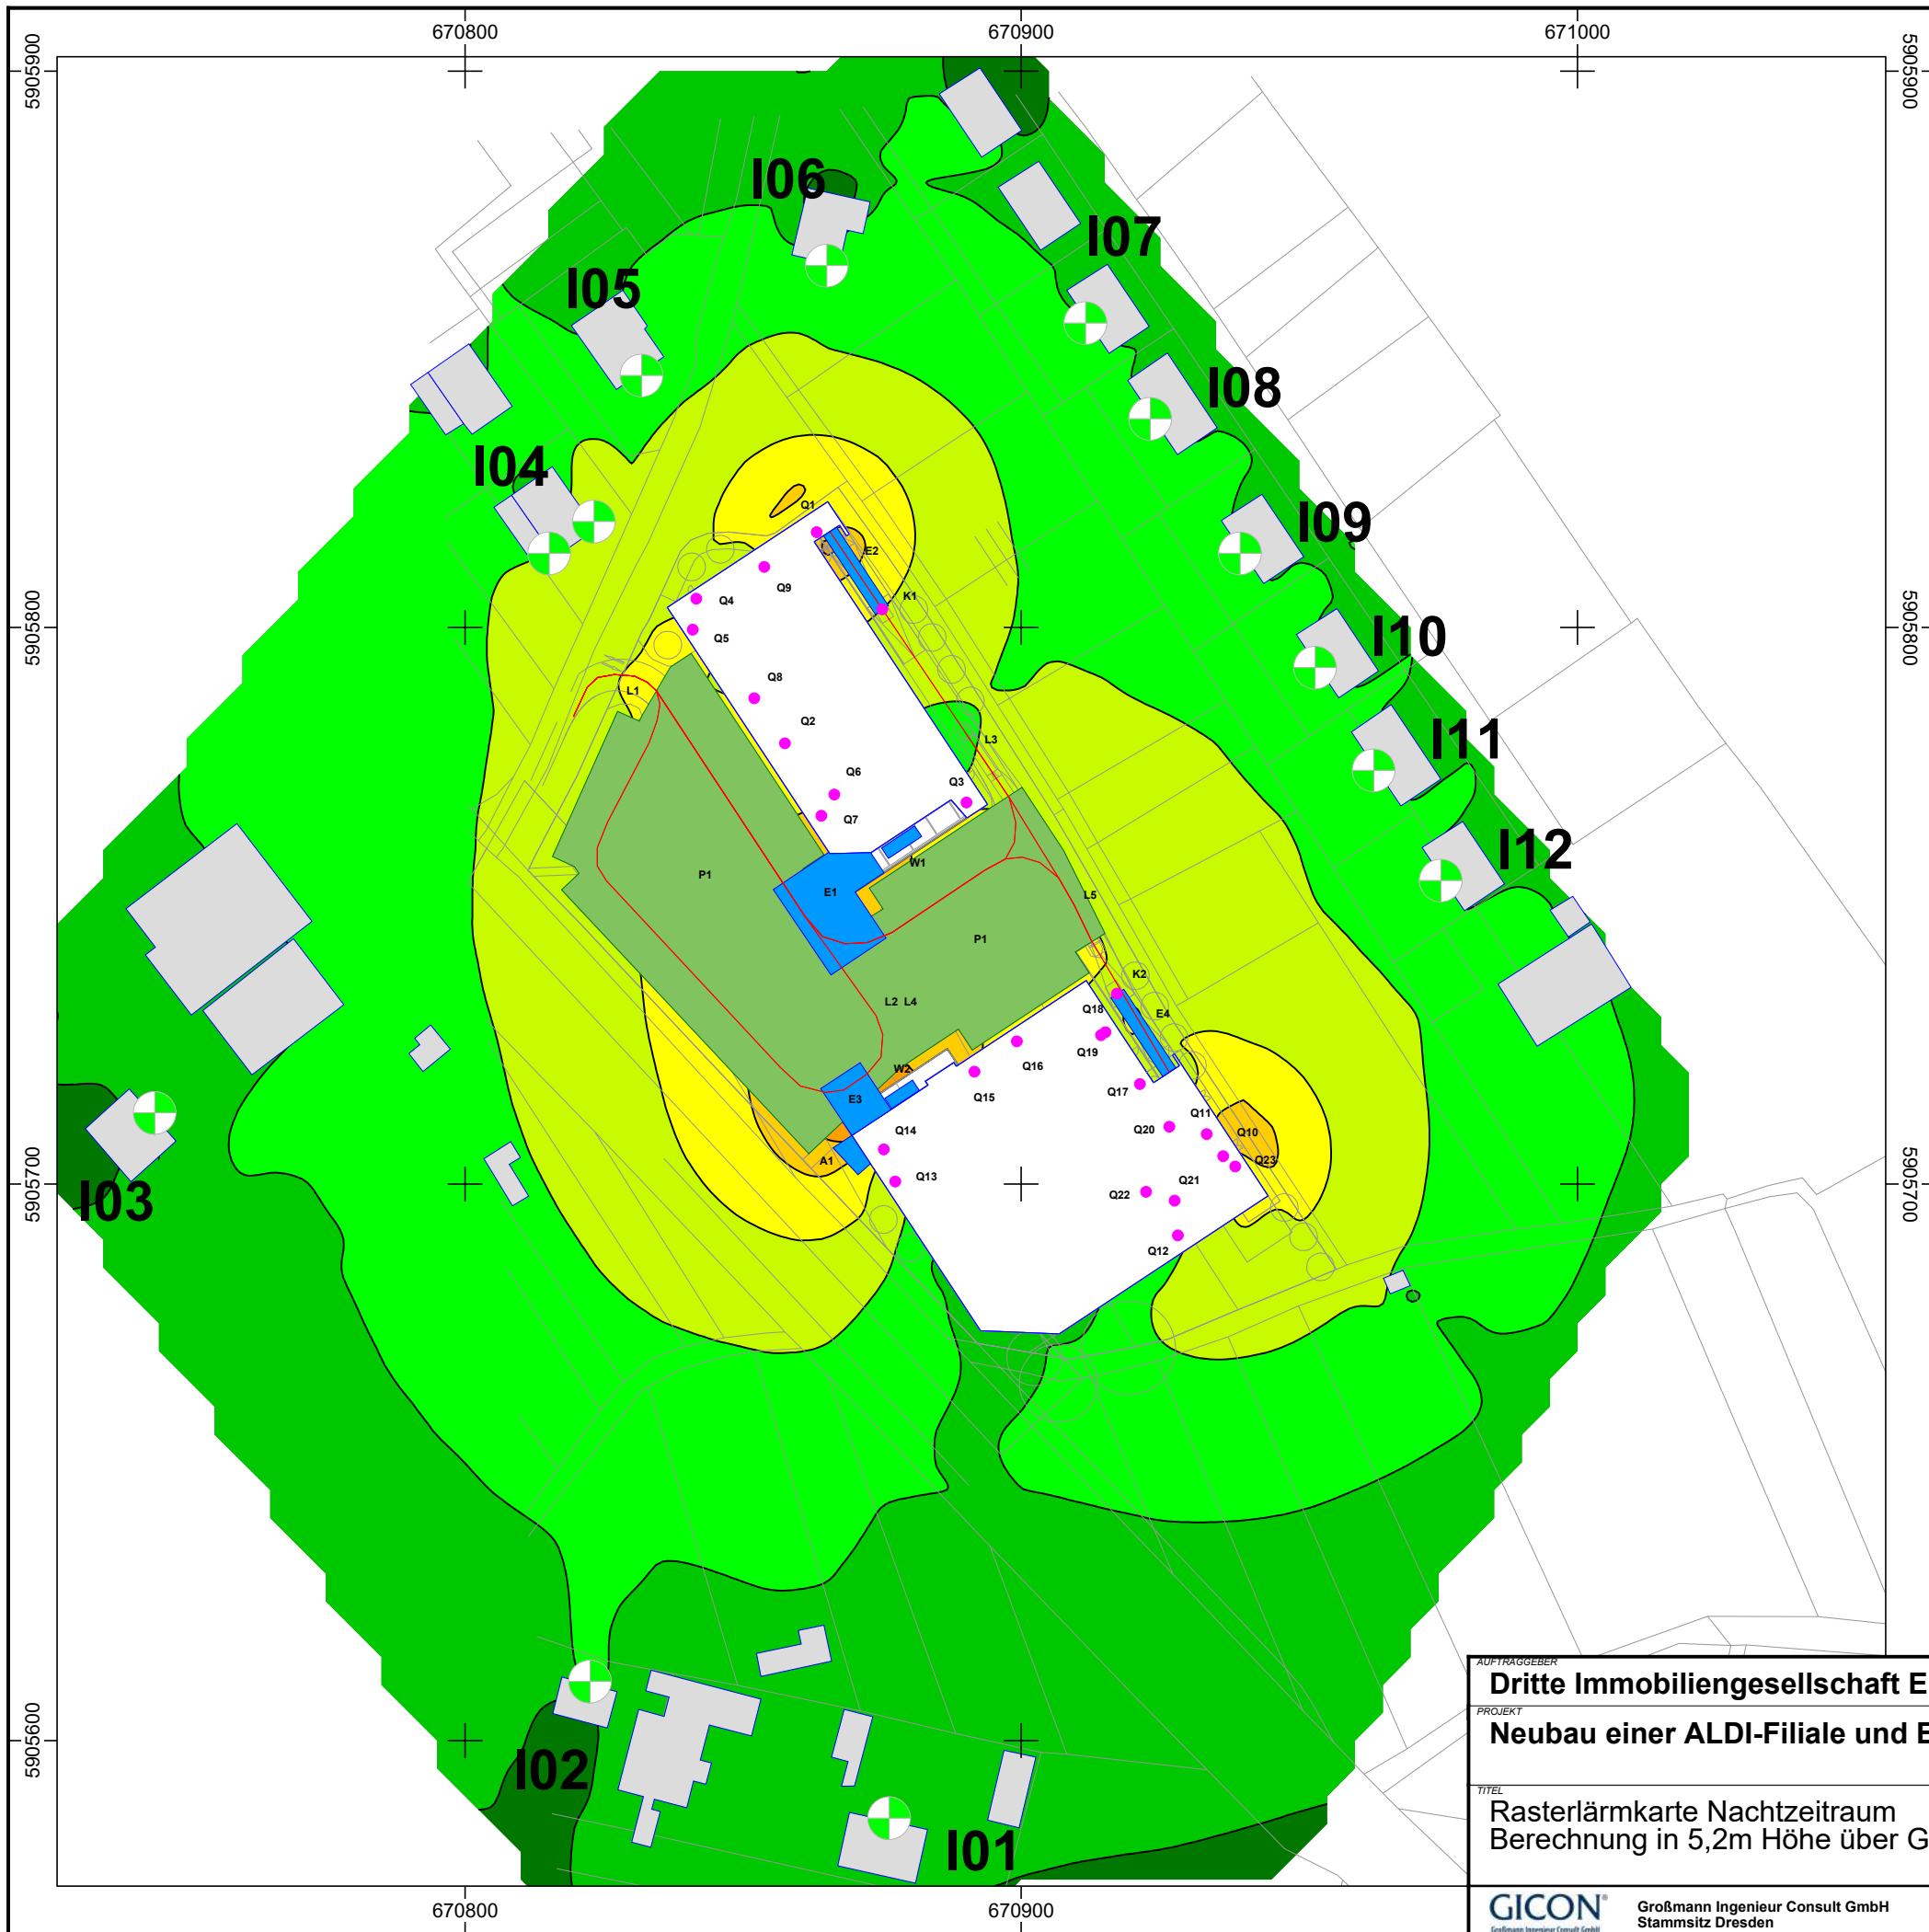 670800
670900
671000
5905900
5905900
I06
I07
I05
I08
I04
I09
Q1
E2
Q9
K1
Q4
Q5
5905800
5905800
I10
Q8
L1
Q2
L3
I11
Q6
Q3
Q7
W1
I12
P1
E1
L5
P1
K2
L2 L4
Q18
E4
Q19
Q16
W2
Q15
Q17
E3
Q11
Q20
Q10
Q14
A1
Q23
Q13
Q21
Q22
I03
5905700
5905700
Q12
AUFTRAGGEBER
Dritte Immobiliengesellschaft E
PROJEKT
Neubau einer ALDI-Filiale und E
5905600
I02
TITEL
Rasterlärmkarte Nachtzeitraum
Berechnung in 5,2m Höhe über G
I01
670800
670900
GICON®
Großmann Ingenieur Consult GmbH
Großmann Ingenieur Consult GmbH
Stammsitz Dresden